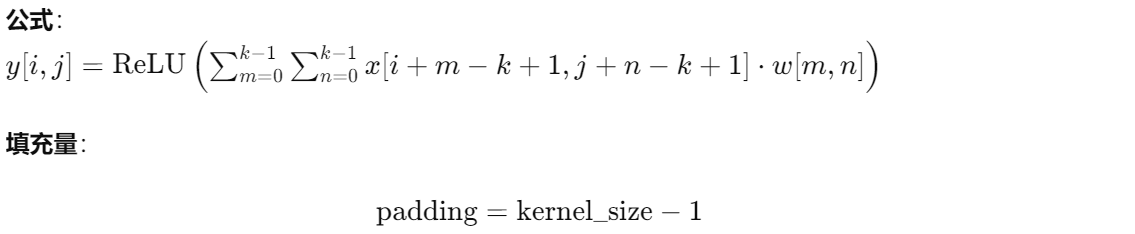 公式：
y[i, j] = ReLU (∑_{m=0}^{k−1} ∑_{n=0}^{k−1} x[i + m − k + 1, j + n − k + 1] · w[m, n])
填充量：
padding = kernel_size − 1